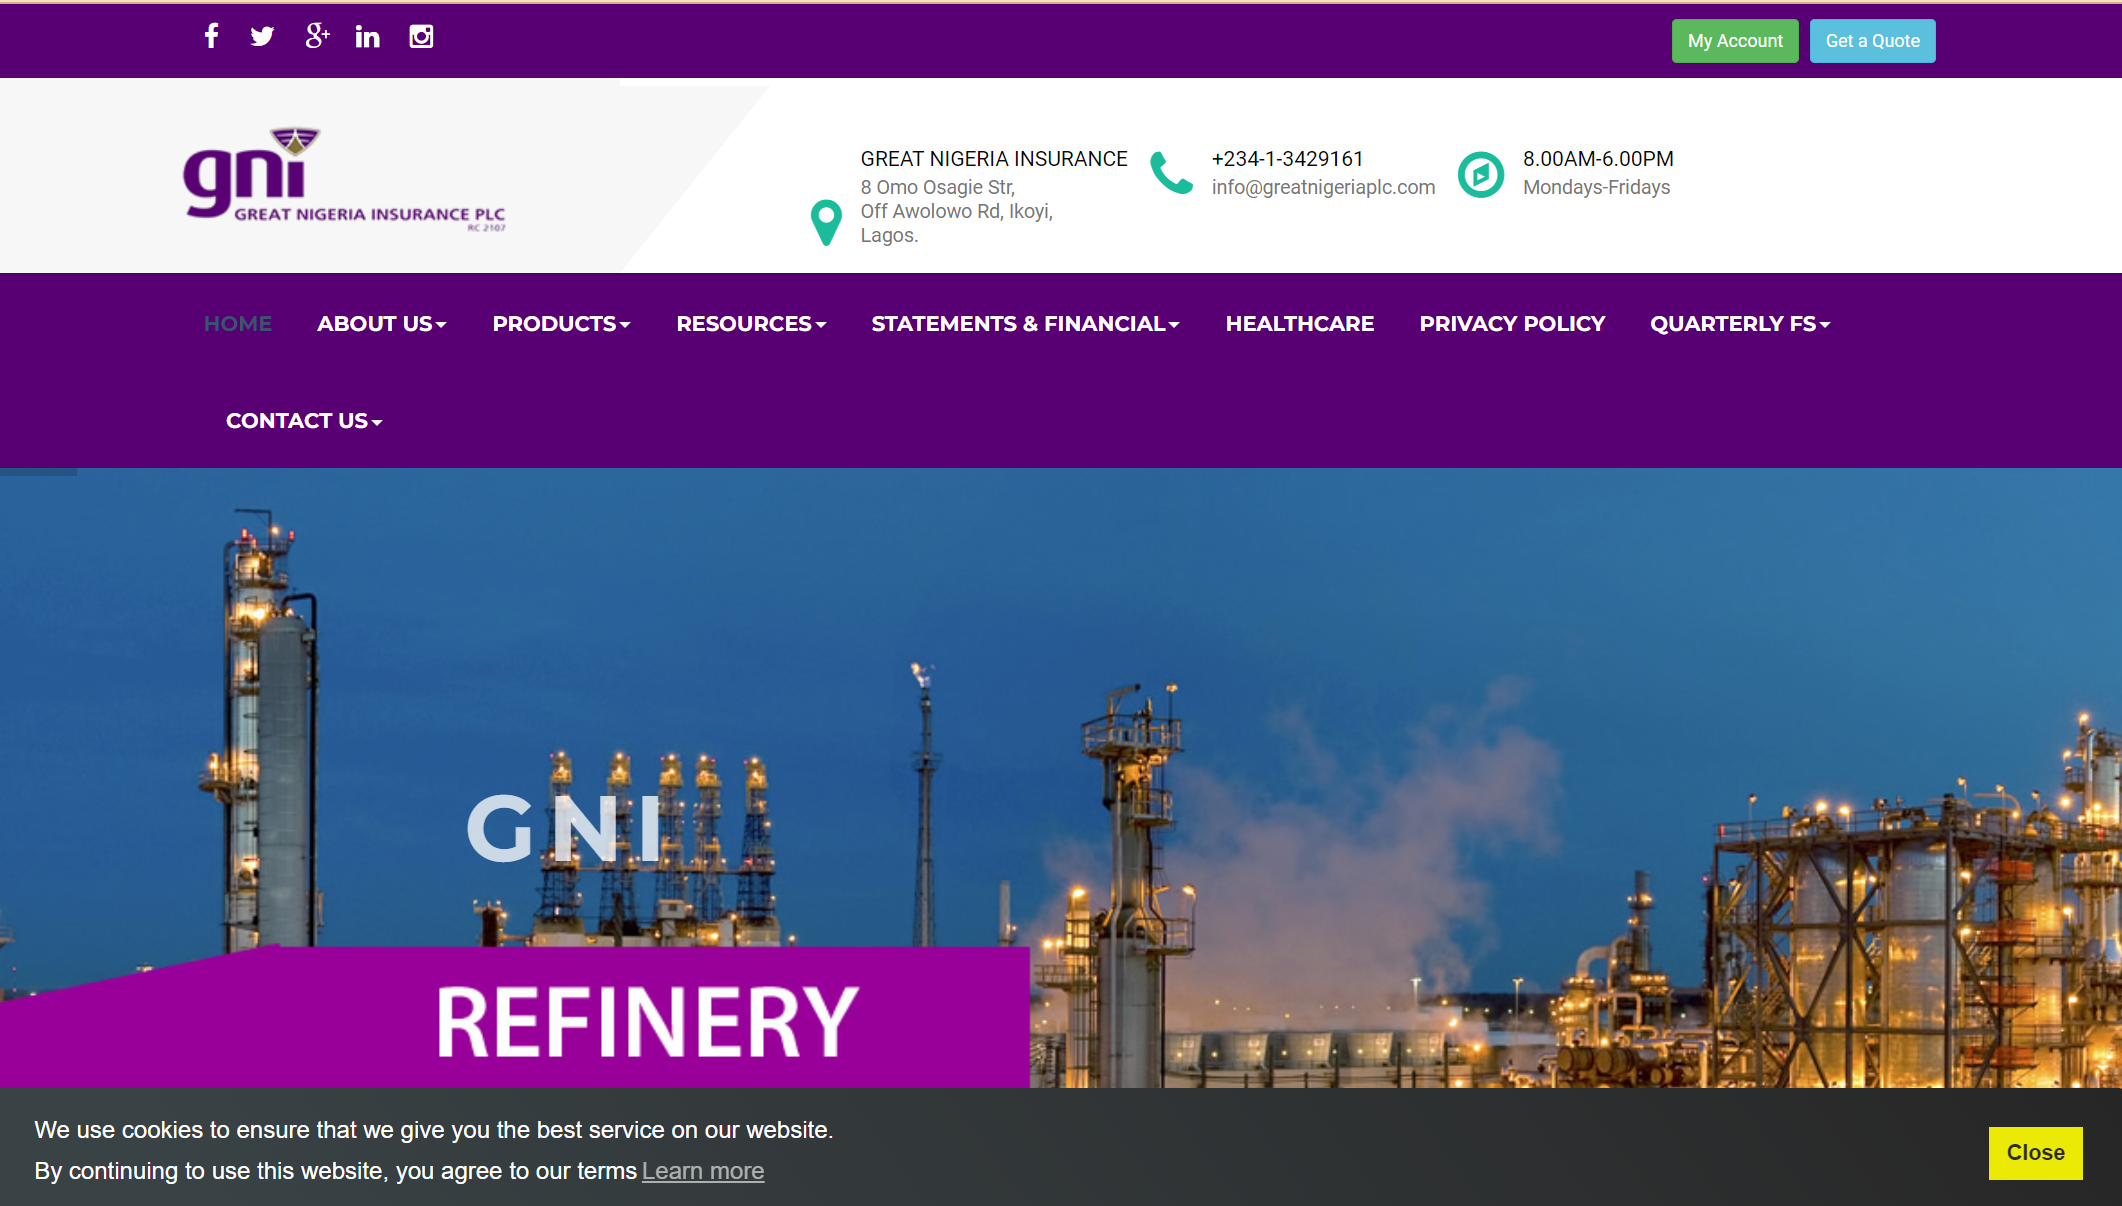 My Account
Get a Quote
gni
GREAT NIGERIA INSURANCE PLC
RC 2107
GREAT NIGERIA INSURANCE
8 Omo Osagie Str,
Off Awolowo Rd, Ikoyi,
Lagos.
+234-1-3429161
info@greatnigeriaplc.com
8.00AM-6.00PM
Mondays-Fridays
HOME
ABOUT US
PRODUCTS
RESOURCES
STATEMENTS & FINANCIAL
HEALTHCARE
PRIVACY POLICY
QUARTERLY FS
CONTACT US
GNI
REFINERY
We use cookies to ensure that we give you the best service on our website.
By continuing to use this website, you agree to our terms Learn more
Close